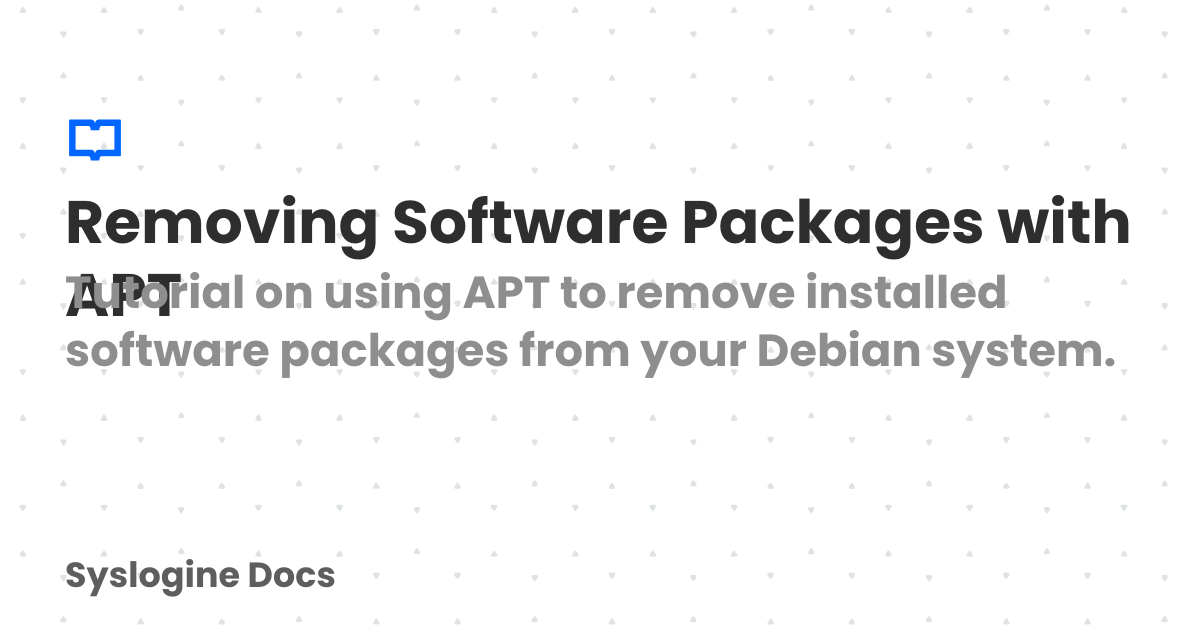 Removing Software Packages with
APT
Tutorial on using APT to remove installed
software packages from your Debian system.
Syslogine Docs